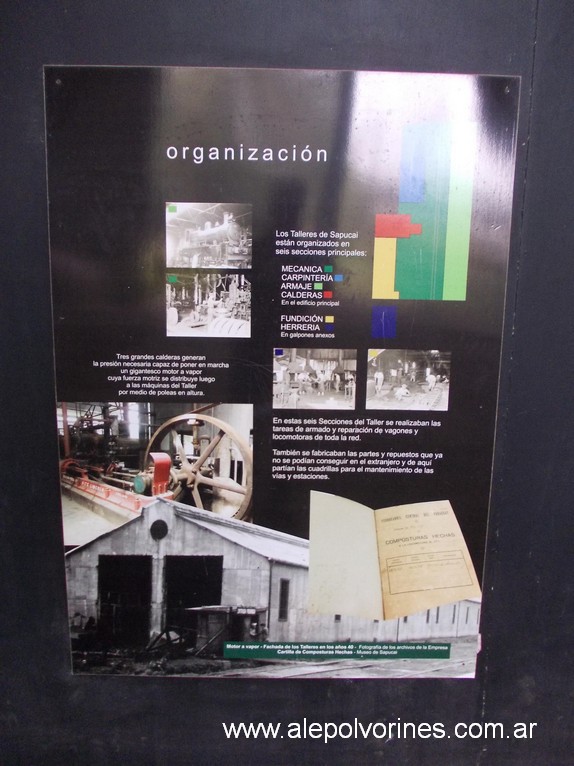 organización
Los Talleres de Sapucai
están organizados en
seis secciones principales:
MECANICA
CARPINTERÍA
ARMAJE
CALDERAS
En el edificio principal
FUNDICIÓN
HERRERIA
En galpones anexos
Tres grandes calderas generan
la presión necesaria capaz de poner en marcha
un gigantesco motor a vapor
cuya fuerza motriz se distribuye luego
a las máquinas del Taller
por medio de poleas en altura.
En estas seis Secciones del Taller se realizaban las
tareas de armado y reparación de vagones y
locomotoras de toda la red.
También se fabricaban las partes y repuestos que ya
no se podían conseguir en el extranjero y de aquí
partían las cuadrillas para el mantenimiento de las
vías y estaciones.
COMPOSTURAS HECHAS
Motor a vapor - Fachada de los Talleres en los años 40 - Fotografía de los archivos de la Empresa
Cartilla de Composturas Hechas - Museo de Sapucai
www.alepolvorines.com.ar